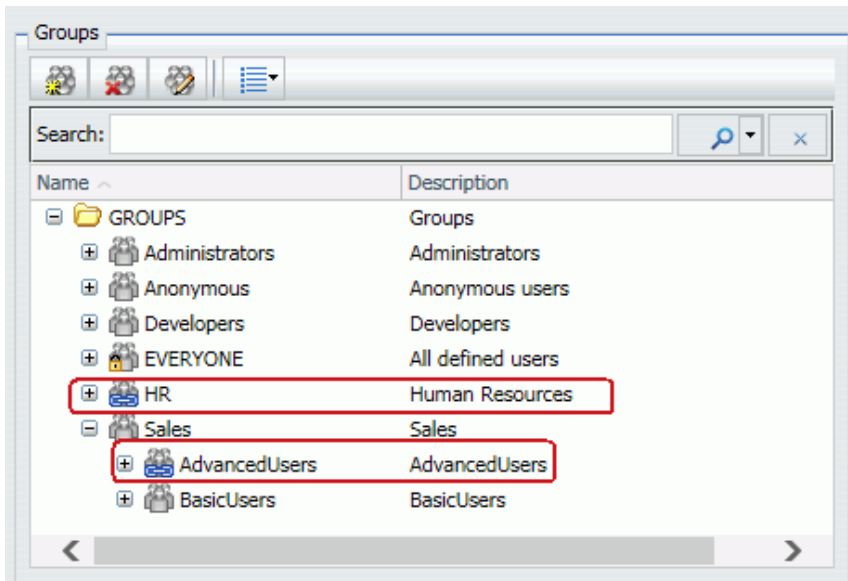 Groups
Search:
Name Description
GROUPS Groups
Administrators Administrators
Anonymous Anonymous users
Developers Developers
EVERYONE All defined users
HR Human Resources
Sales Sales
AdvancedUsers AdvancedUsers
BasicUsers BasicUsers